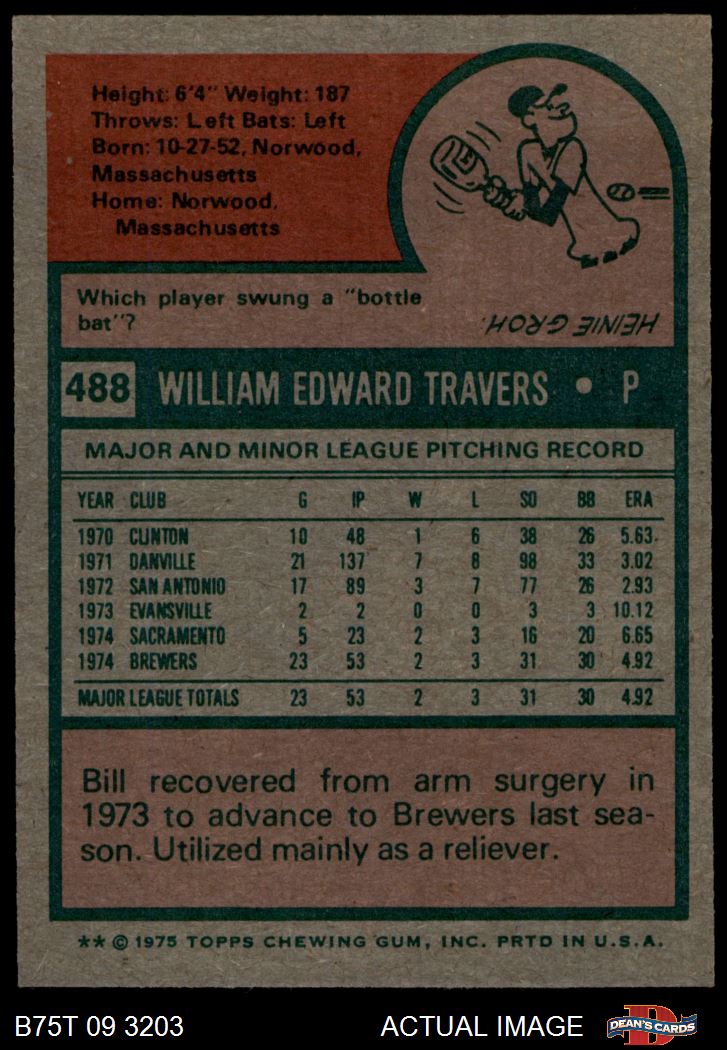 Height: 6'4" Weight: 187
Throws: Left Bats: Left
Born: 10-27-52, Norwood,
Massachusetts
Home: Norwood,
Massachusetts
Which player swung a "bottle
bat"?
HEINIE GROH.
488 WILLIAM EDWARD TRAVERS • P
MAJOR AND MINOR LEAGUE PITCHING RECORD
YEAR CLUB G IP W L SO BB ERA
1970 CLINTON 10 48 1 6 38 26 5.63
1971 DANVILLE 21 137 7 8 98 33 3.02
1972 SAN ANTONIO 17 89 3 7 77 26 2.93
1973 EVANSVILLE 2 2 0 0 3 3 10.12
1974 SACRAMENTO 5 23 2 3 16 20 6.65
1974 BREWERS 23 53 2 3 31 30 4.92
MAJOR LEAGUE TOTALS 23 53 2 3 31 30 4.92
Bill recovered from arm surgery in
1973 to advance to Brewers last sea-
son. Utilized mainly as a reliever.
** © 1975 TOPPS CHEWING GUM, INC. PRTD IN U.S.A.
B75T 09 3203 ACTUAL IMAGE DEAN'S CARDS